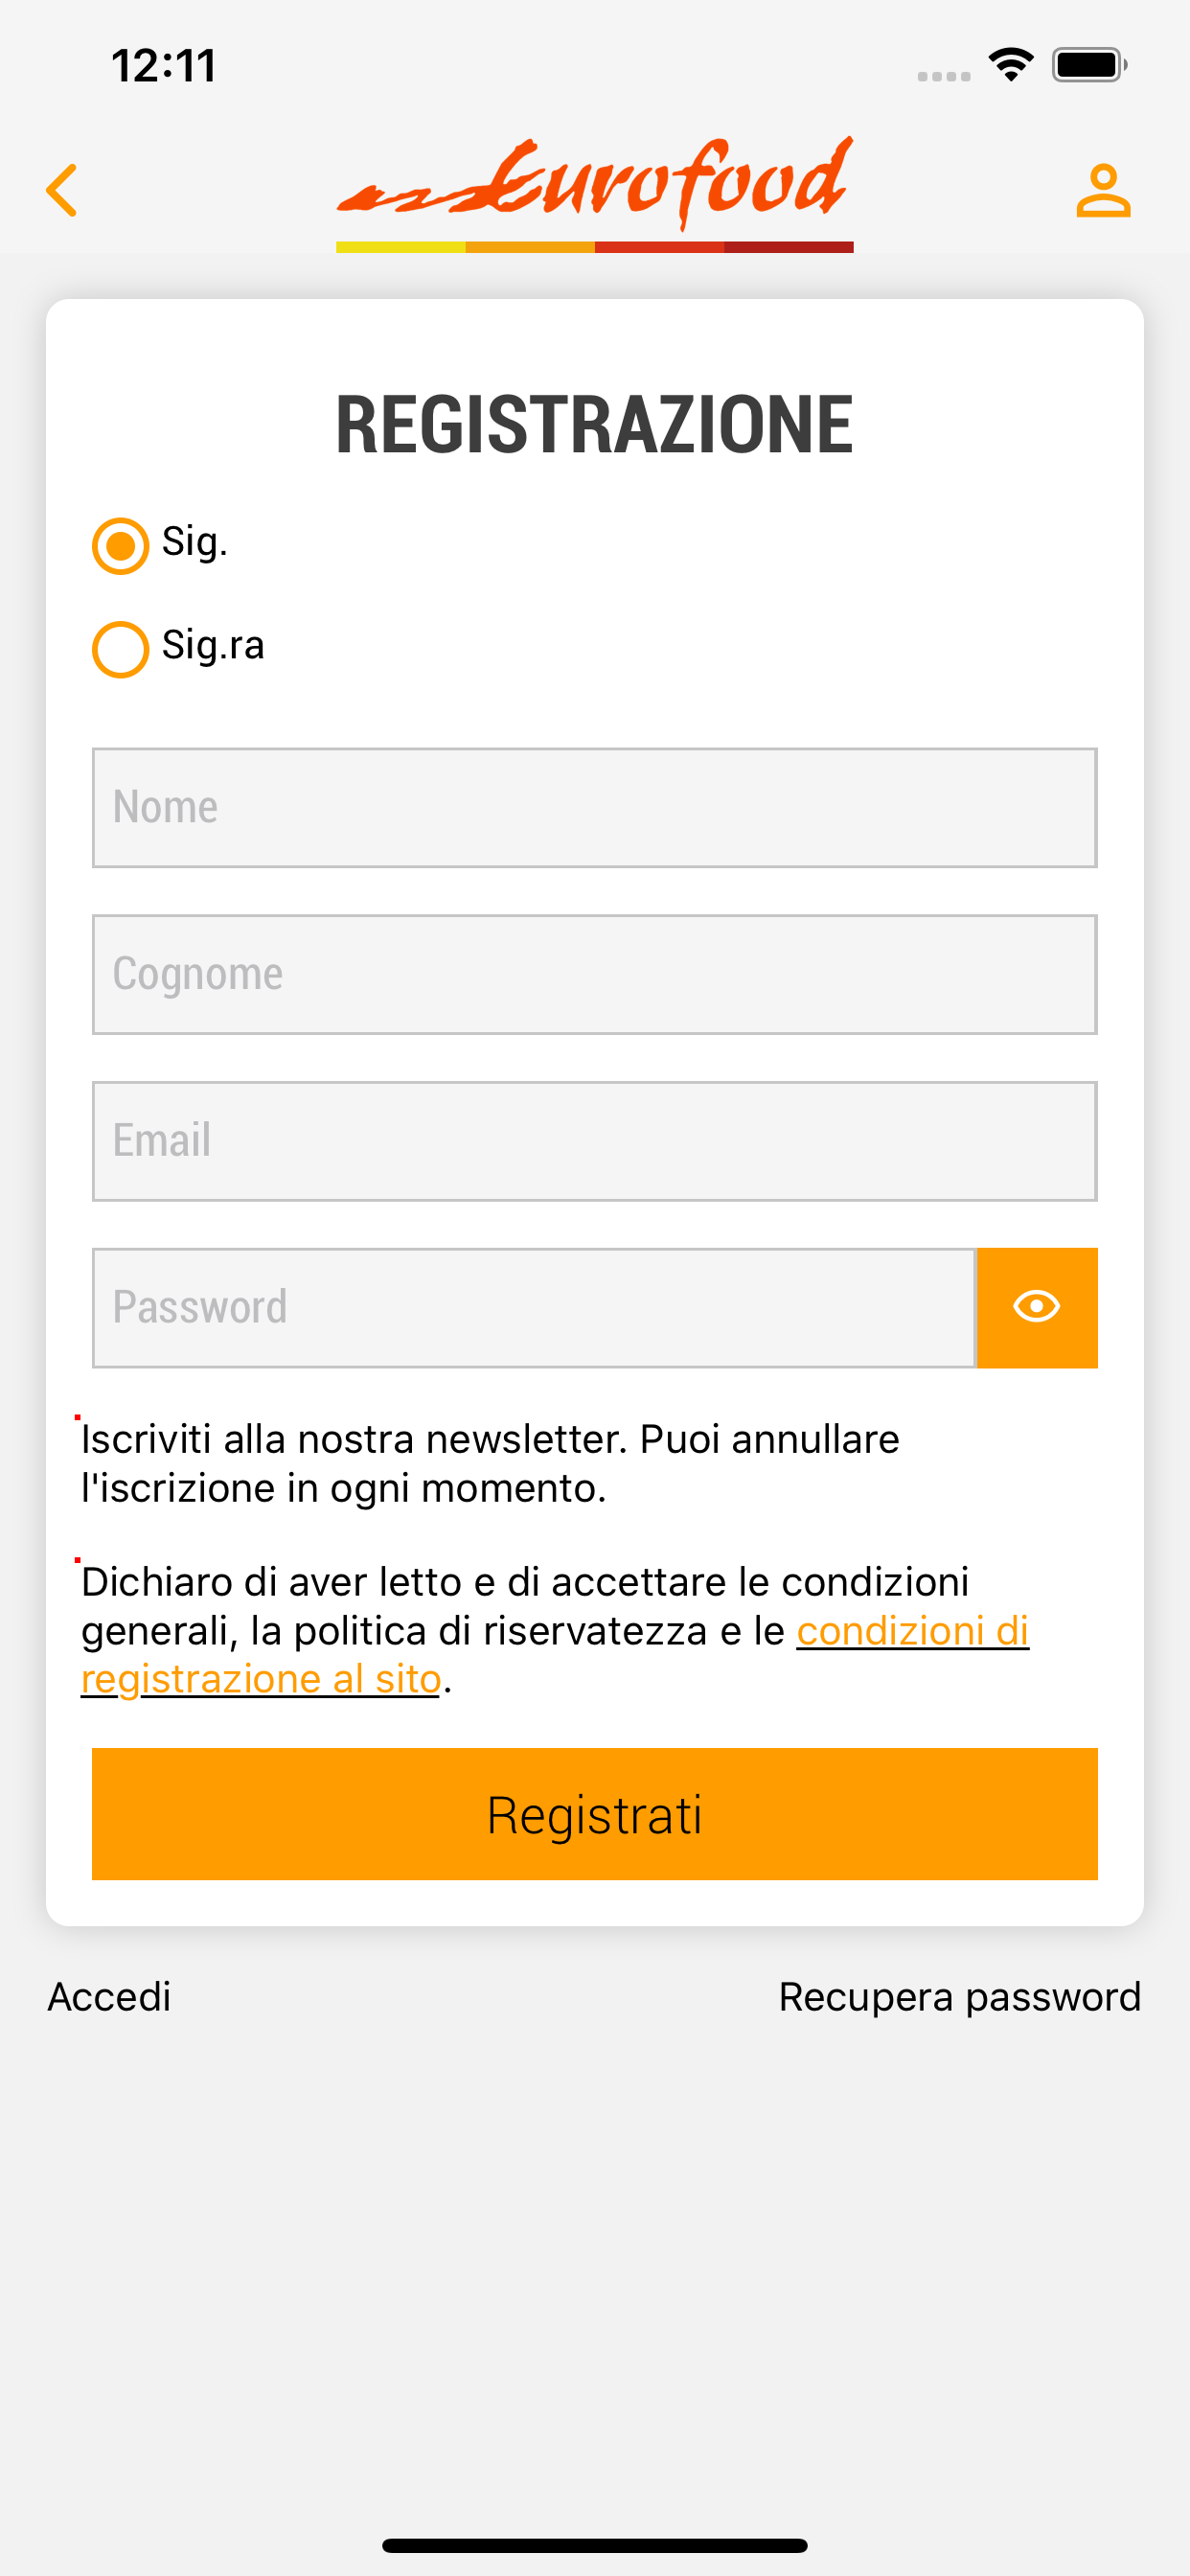 12:11
Eurofood
REGISTRAZIONE
Sig.
Sig.ra
Nome
Cognome
Email
Password
Iscriviti alla nostra newsletter. Puoi annullare
l'iscrizione in ogni momento.
Dichiaro di aver letto e di accettare le condizioni
generali, la politica di riservatezza e le condizioni di
registrazione al sito.
Registrati
Accedi
Recupera password